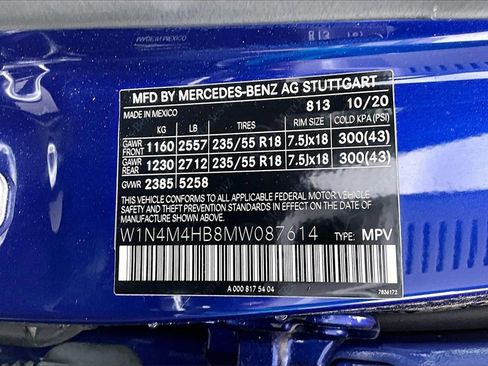 MFD BY MERCEDES-BENZ AG STUTTGART
MADE IN MEXICO 813 10/20
KG LB TIRES RIM SIZE COLD KPA(PSI)
GAWR FRONT 1160 2557 235/55 R18 7.5Jx18 300(43)
GAWR REAR 1230 2712 235/55 R18 7.5Jx18 300(43)
GVWR 2385 5258
THIS VEHICLE CONFORMS TO ALL APPLICABLE FEDERAL MOTOR VEHICLE
SAFETY, BUMPER, AND THEFT PREVENTION STANDARDS IN EFFECT ON THE DATE
OF MANUFACTURE SHOWN ABOVE.
W1N4M4HB8MW087614 TYPE: MPV
A 000 817 54 04
7836172